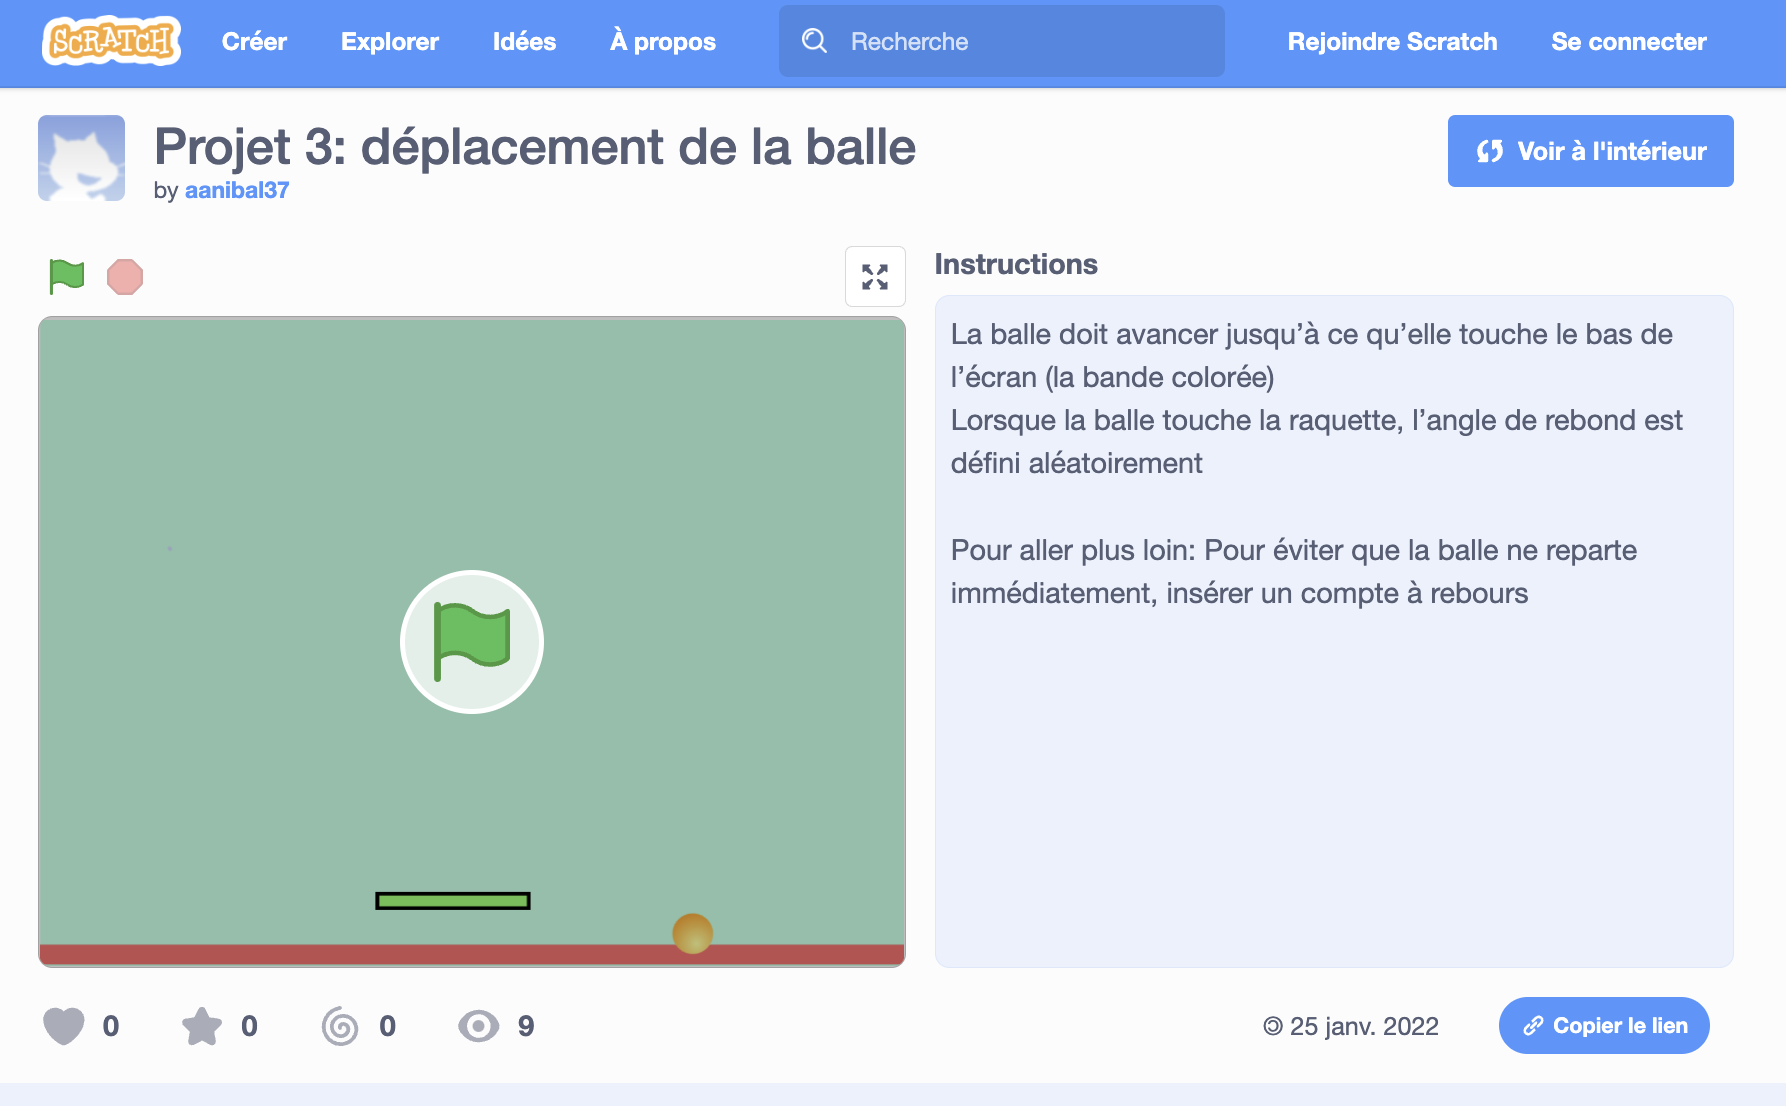 SCRATCH Créer Explorer Idées À propos Recherche Rejoindre Scratch Se connecter
Projet 3: déplacement de la balle
by aanibal37
Voir à l'intérieur
Instructions
La balle doit avancer jusqu’à ce qu’elle touche le bas de
l’écran (la bande colorée)
Lorsque la balle touche la raquette, l’angle de rebond est
défini aléatoirement
Pour aller plus loin: Pour éviter que la balle ne reparte
immédiatement, insérer un compte à rebours
0 0 0 9
🄯 25 janv. 2022
Copier le lien